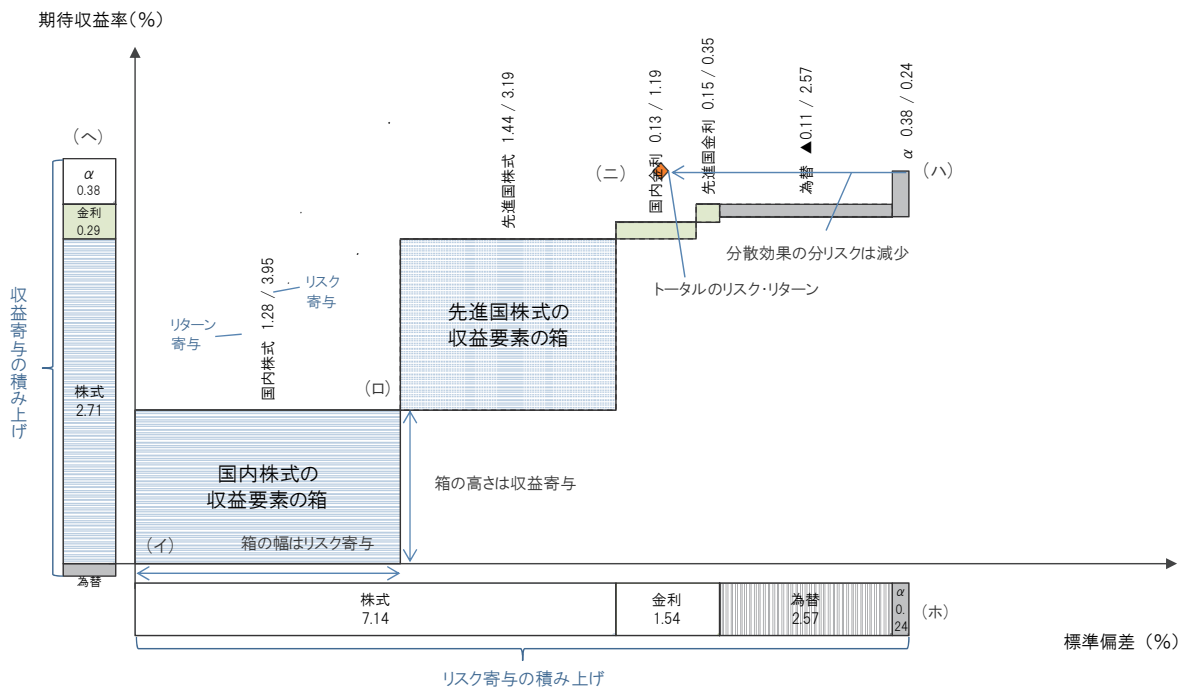 期待収益率(%)
(ヘ)
α
0.38
金利
0.29
株式
2.71
為替
収益寄与の積み上げ
リターン
寄与
国内株式 1.28 / 3.95
リスク
寄与
(イ)
国内株式の
収益要素の箱
箱の幅はリスク寄与
(ロ)
先進国株式 1.44 / 3.19
先進国株式の
収益要素の箱
箱の高さは収益寄与
(ニ)
国内金利 0.13 / 1.19
先進国金利 0.15 / 0.35
為替 ▲0.11 / 2.57
α 0.38 / 0.24
(ハ)
分散効果の分リスクは減少
トータルのリスク・リターン
株式
7.14
金利
1.54
為替
2.57
α
0.
24
(ホ)
標準偏差 (%)
リスク寄与の積み上げ